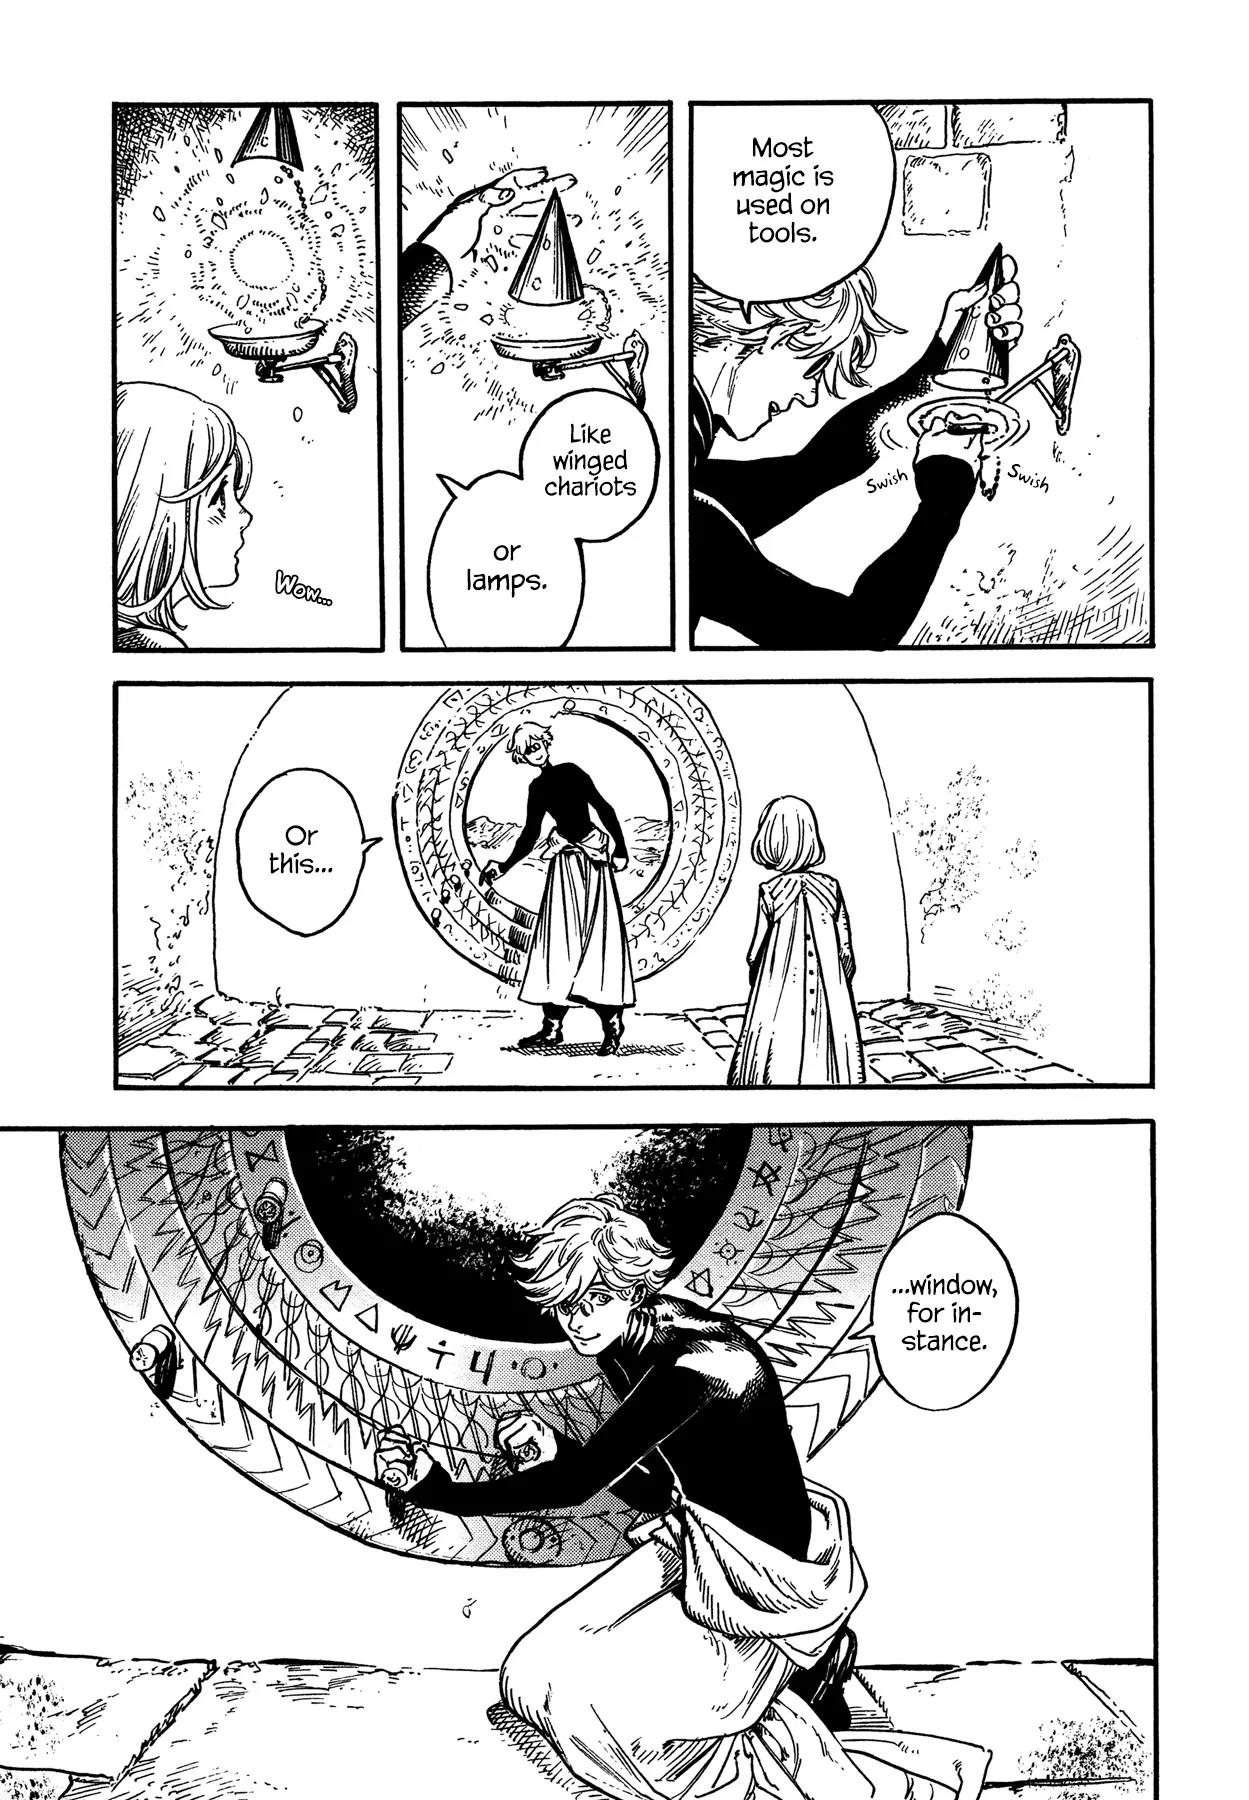 Most
magic is
used on
tools.
Swish
Swish
Like
winged
chariots
or
lamps.
Wow...
Or
this...
...window,
for in-
stance.